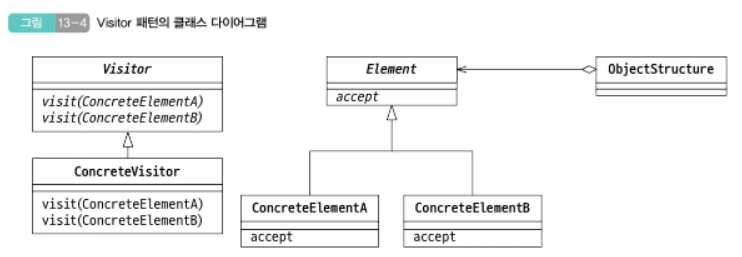 그림 13-4 Visitor 패턴의 클래스 다이어그램
Visitor
visit(ConcreteElementA)
visit(ConcreteElementB)
ConcreteVisitor
visit(ConcreteElementA)
visit(ConcreteElementB)
Element
accept
ObjectStructure
ConcreteElementA
accept
ConcreteElementB
accept